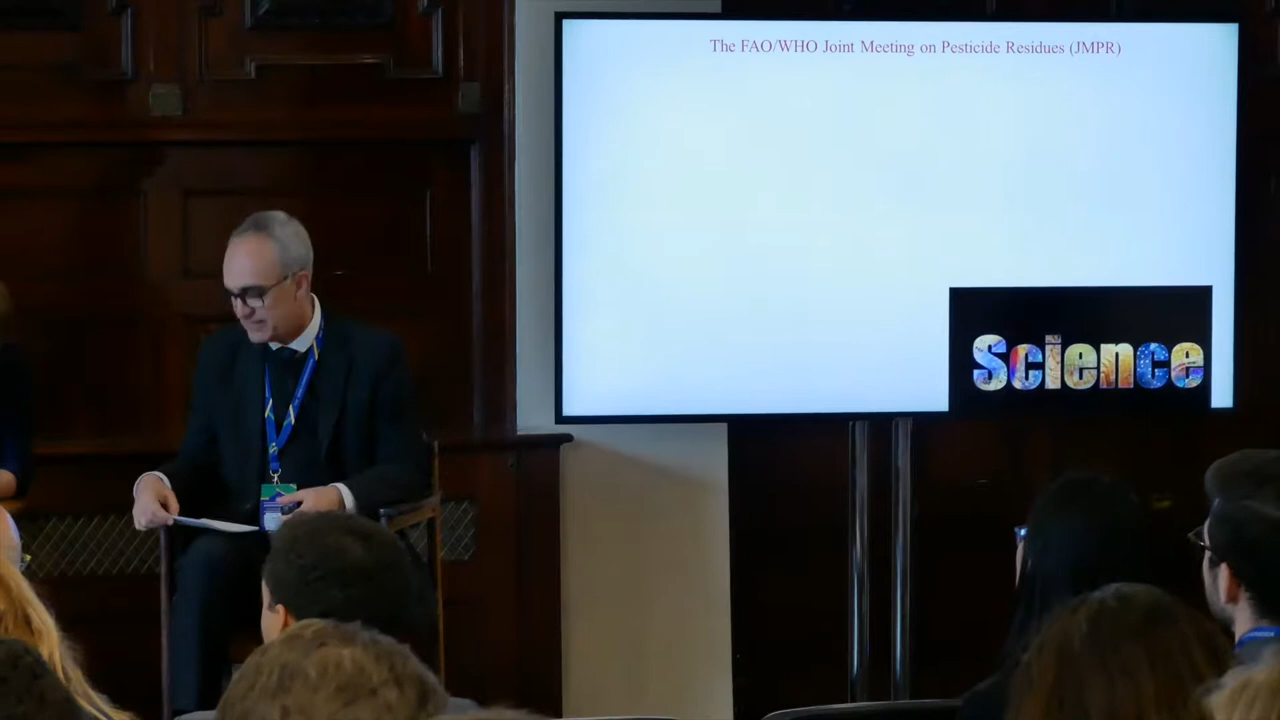 The FAO/WHO Joint Meeting on Pesticide Residues (JMPR)
Science